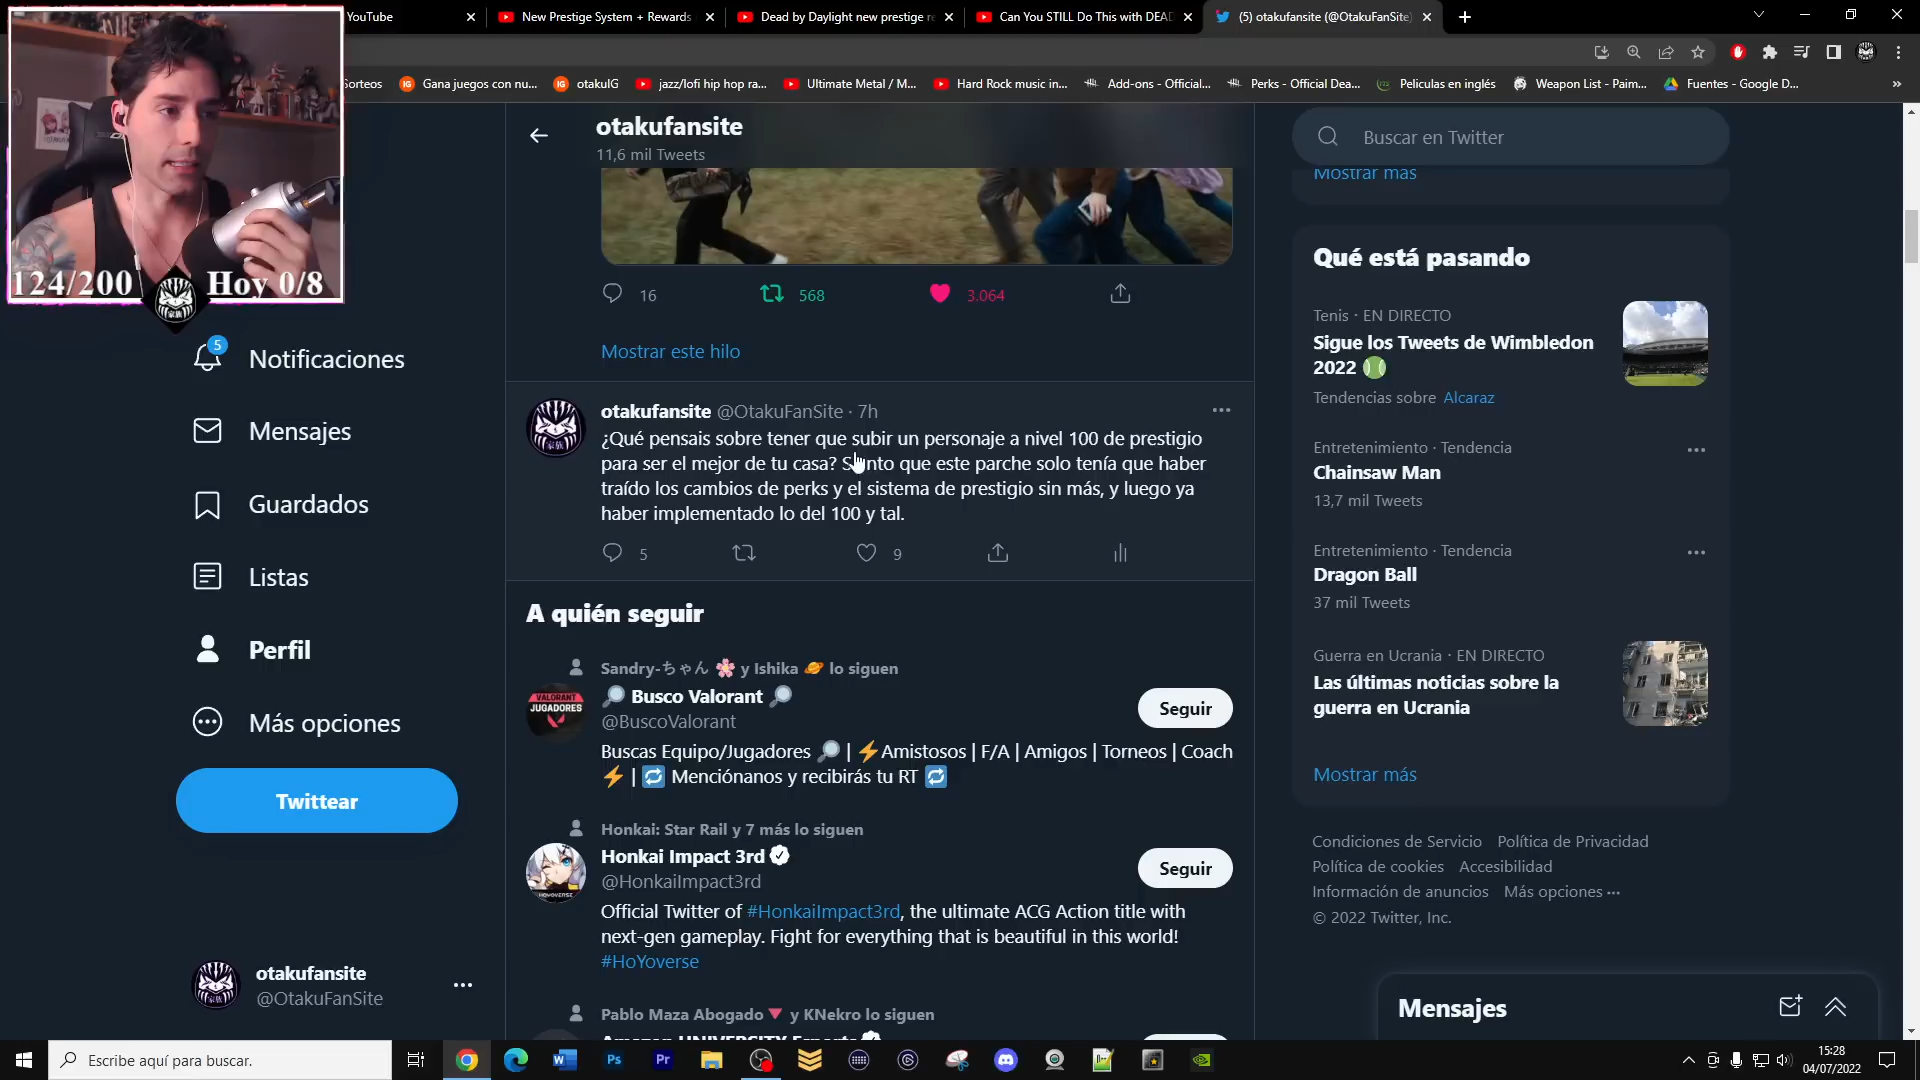 YouTube
New Prestige System + Rewards
Dead by Daylight new prestige re
Can You STILL Do This with DEAD
(5) otakufansite (@OtakuFanSite)
Sorteos
Gana juegos con nu...
otakuIG
jazz/lofi hip hop ra...
Ultimate Metal / M...
Hard Rock music in...
Add-ons - Official...
Perks - Official Dea...
Peliculas en inglés
Weapon List - Paim...
Fuentes - Google D...
124/200
Hoy 0/8
otakufansite
11,6 mil Tweets
Buscar en Twitter
Mostrar más
16
568
3.064
Mostrar este hilo
5
Notificaciones
Mensajes
Guardados
Listas
Perfil
Más opciones
Twittear
otakufansite
@OtakuFanSite
otakufansite @OtakuFanSite · 7h
¿Qué pensais sobre tener que subir un personaje a nivel 100 de prestigio
para ser el mejor de tu casa? Siento que este parche solo tenía que haber
traído los cambios de perks y el sistema de prestigio sin más, y luego ya
haber implementado lo del 100 y tal.
5
9
A quién seguir
Sandry-ちゃん 🌸 y Ishika 🪐 lo siguen
VALORANT
JUGADORES
🔎 Busco Valorant 🔎
@BuscoValorant
Seguir
Buscas Equipo/Jugadores 🔎 | ⚡Amistosos | F/A | Amigos | Torneos | Coach
⚡ | 🔁 Menciónanos y recibirás tu RT 🔁
Honkai: Star Rail y 7 más lo siguen
Honkai Impact 3rd
@HonkaiImpact3rd
Seguir
Official Twitter of #HonkaiImpact3rd, the ultimate ACG Action title with
next-gen gameplay. Fight for everything that is beautiful in this world!
#HoYoverse
Pablo Maza Abogado 🔻 y KNekro lo siguen
Amazon UNIVERSITY Esports
Qué está pasando
Tenis · EN DIRECTO
Sigue los Tweets de Wimbledon
2022 🎾
Tendencias sobre Alcaraz
Entretenimiento · Tendencia
Chainsaw Man
13,7 mil Tweets
Entretenimiento · Tendencia
Dragon Ball
37 mil Tweets
Guerra en Ucrania · EN DIRECTO
Las últimas noticias sobre la
guerra en Ucrania
Mostrar más
Condiciones de Servicio Política de Privacidad
Política de cookies Accesibilidad
Información de anuncios Más opciones ···
© 2022 Twitter, Inc.
Mensajes
Escribe aquí para buscar.
Ps
Pr
15:28
04/07/2022